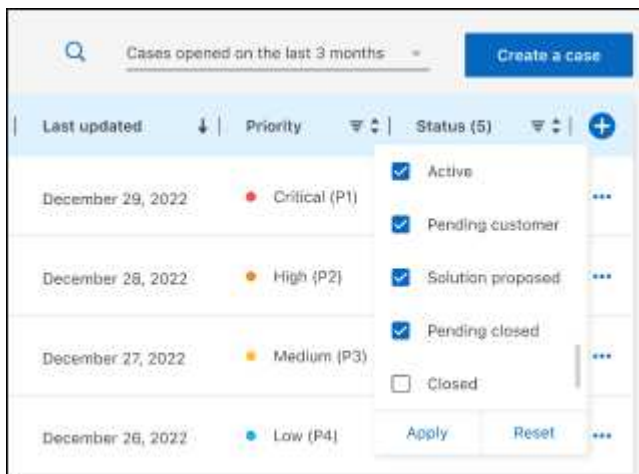 Cases opened on the last 3 months
Create a case
Last updated Priority Status (5)
Active
December 29, 2022 Critical (P1)
Pending customer
December 28, 2022 High (P2) Solution proposed
Pending closed
December 27, 2022 Medium (P3)
Closed
December 26, 2022 Low (P4) Apply Reset